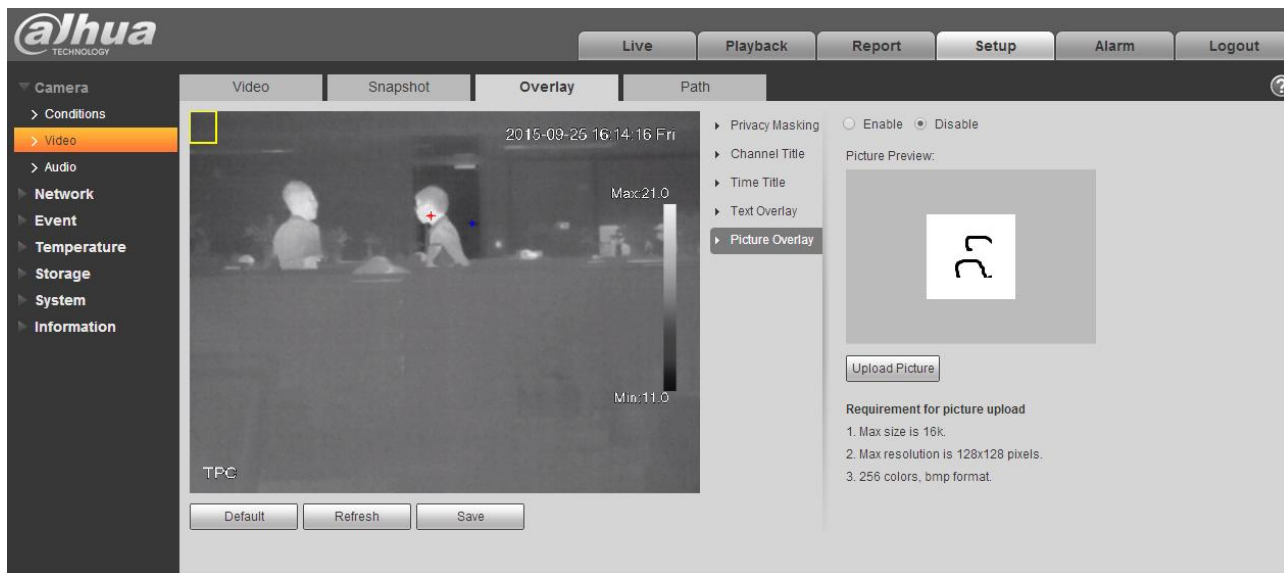 alhua
TECHNOLOGY
Live
Playback
Report
Setup
Alarm
Logout
Camera
Conditions
Video
Audio
Network
Event
Temperature
Storage
System
Information
Video
Snapshot
Overlay
Path
?
2015-09-25 16:14:16 Fri
Max:21.0
Min:11.0
TPC
Default
Refresh
Save
Privacy Masking
Channel Title
Time Title
Text Overlay
Picture Overlay
Enable
Disable
Picture Preview:
Upload Picture
Requirement for picture upload
1. Max size is 16k.
2. Max resolution is 128x128 pixels.
3. 256 colors, bmp format.